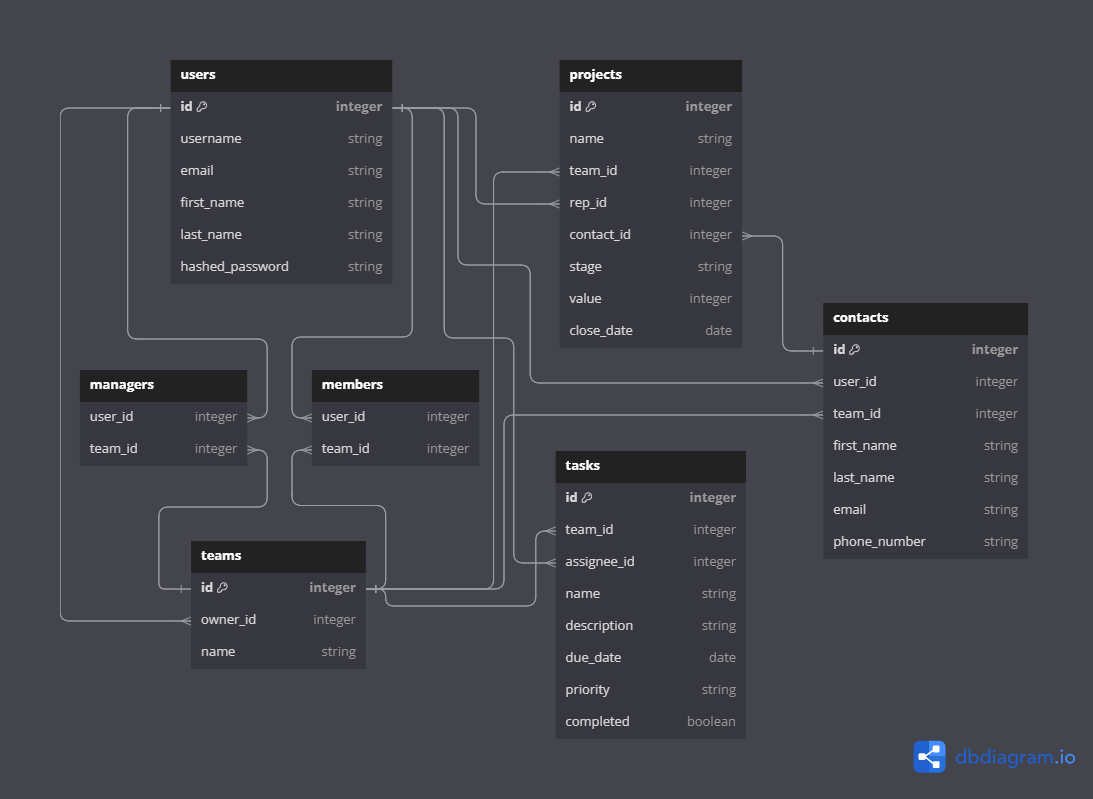 users
id integer
username string
email string
first_name string
last_name string
hashed_password string
projects
id integer
name string
team_id integer
rep_id integer
contact_id integer
stage string
value integer
close_date date
contacts
id integer
user_id integer
team_id integer
first_name string
last_name string
email string
phone_number string
managers
user_id integer
team_id integer
members
user_id integer
team_id integer
tasks
id integer
team_id integer
assignee_id integer
name string
description string
due_date date
priority string
completed boolean
teams
id integer
owner_id integer
name string
dbdiagram.io